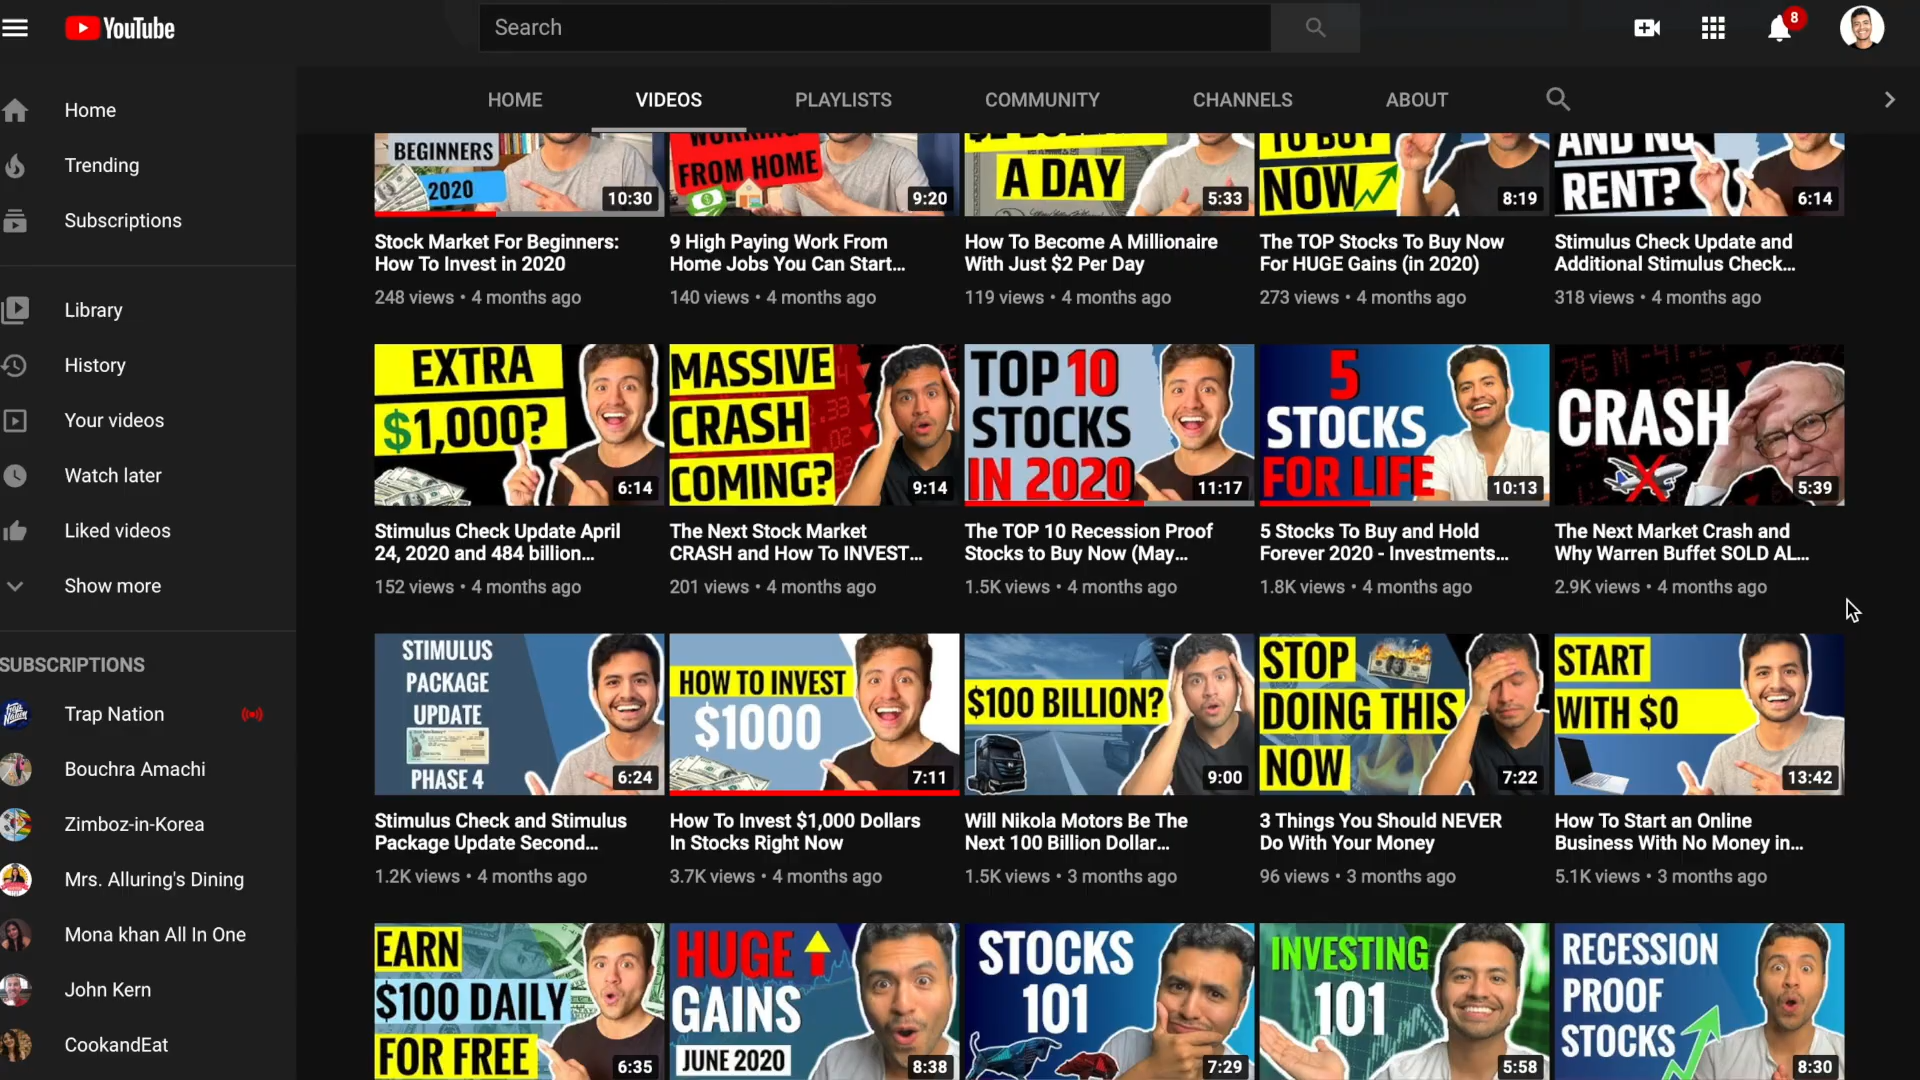 YouTube
Search
8
HOME
VIDEOS
PLAYLISTS
COMMUNITY
CHANNELS
ABOUT
Home
Trending
Subscriptions
Library
History
Your videos
Watch later
Liked videos
Show more
SUBSCRIPTIONS
Trap Nation
Bouchra Amachi
Zimboz-in-Korea
Mrs. Alluring's Dining
Mona khan All In One
John Kern
CookandEat
BEGINNERS
2020
10:30
Stock Market For Beginners:
How To Invest in 2020
248 views • 4 months ago
WORKING
FROM HOME
9:20
9 High Paying Work From
Home Jobs You Can Start...
140 views • 4 months ago
A DAY
5:33
How To Become A Millionaire
With Just $2 Per Day
119 views • 4 months ago
TO BUY
NOW
8:19
The TOP Stocks To Buy Now
For HUGE Gains (in 2020)
273 views • 4 months ago
AND NO
RENT?
6:14
Stimulus Check Update and
Additional Stimulus Check...
318 views • 4 months ago
EXTRA
$1,000?
6:14
Stimulus Check Update April
24, 2020 and 484 billion...
152 views • 4 months ago
MASSIVE
CRASH
COMING?
9:14
The Next Stock Market
CRASH and How To INVEST...
201 views • 4 months ago
TOP 10
STOCKS
IN 2020
11:17
The TOP 10 Recession Proof
Stocks to Buy Now (May...
1.5K views • 4 months ago
5
STOCKS
FOR LIFE
10:13
5 Stocks To Buy and Hold
Forever 2020 - Investments...
1.8K views • 4 months ago
CRASH
5:39
The Next Market Crash and
Why Warren Buffet SOLD AL...
2.9K views • 4 months ago
STIMULUS
PACKAGE
UPDATE
PHASE 4
6:24
Stimulus Check and Stimulus
Package Update Second...
1.2K views • 4 months ago
HOW TO INVEST
$1000
7:11
How To Invest $1,000 Dollars
In Stocks Right Now
3.7K views • 4 months ago
$100 BILLION?
9:00
Will Nikola Motors Be The
Next 100 Billion Dollar...
1.5K views • 3 months ago
STOP
DOING THIS
NOW
7:22
3 Things You Should NEVER
Do With Your Money
96 views • 3 months ago
START
WITH $0
13:42
How To Start an Online
Business With No Money in...
5.1K views • 3 months ago
EARN
$100 DAILY
FOR FREE
6:35
HUGE
GAINS
JUNE 2020
8:38
STOCKS
101
7:29
INVESTING
101
5:58
RECESSION
PROOF
STOCKS
8:30